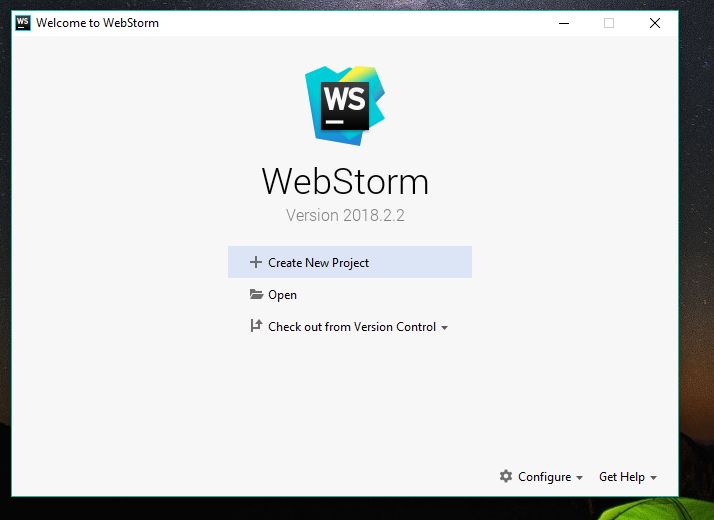 WS Welcome to WebStorm
WS
WebStorm
Version 2018.2.2
Create New Project
Open
Check out from Version Control
Configure Get Help